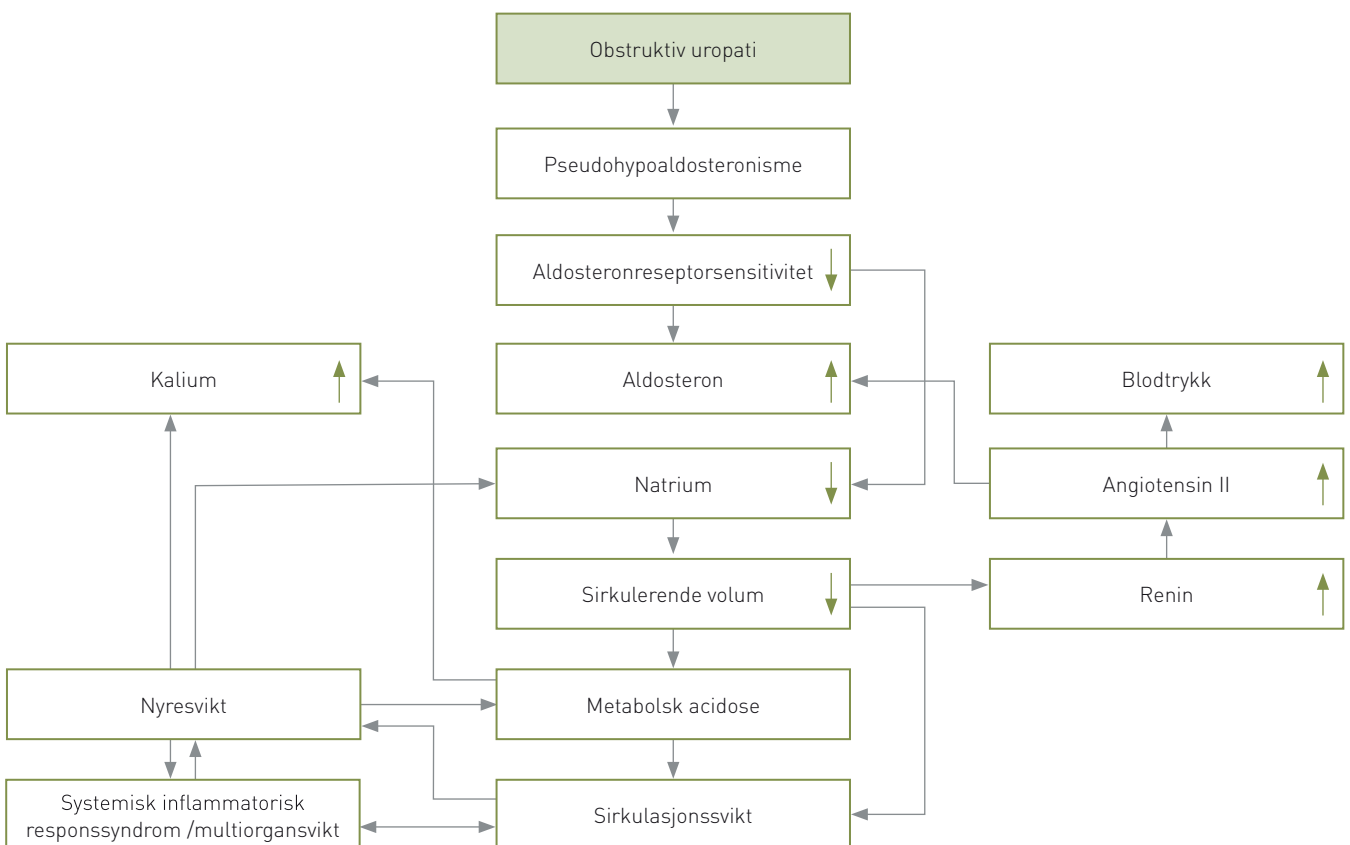 Obstruktiv uropati
Pseudohypoaldosteronisme
Aldosteronreseptorsensitivitet
Kalium
Aldosteron
Blodtrykk
Natrium
Angiotensin II
Sirkulerende volum
Renin
Nyresvikt
Metabolsk acidose
Systemisk inflammatorisk
responssyndrom /multiorgansvikt
Sirkulasjonssvikt